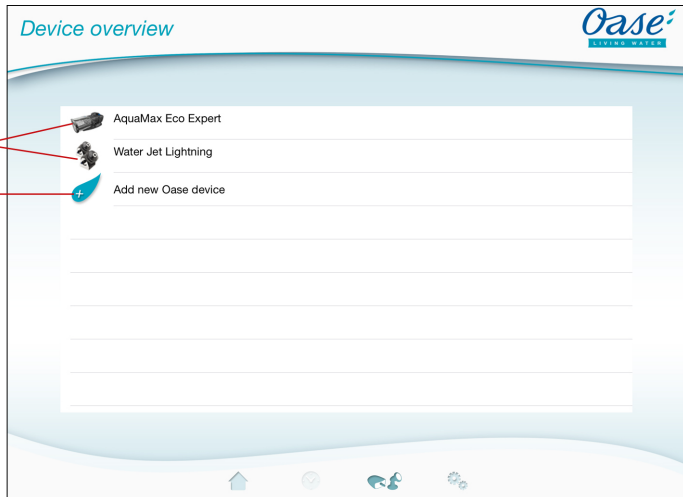 Device overview
Oase
LIVING WATER
AquaMax Eco Expert
Water Jet Lightning
Add new Oase device